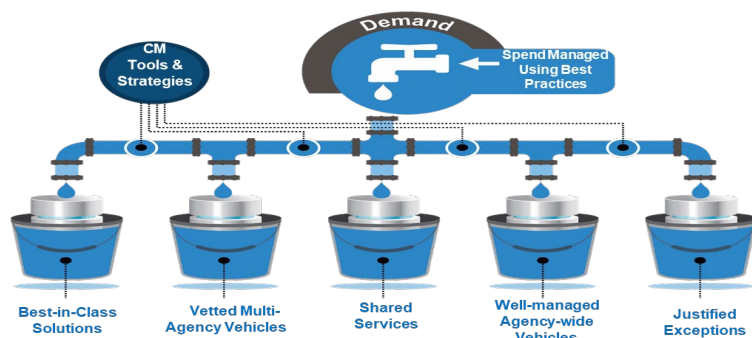 Demand
CM
Tools &
Strategies
Spend Managed
Using Best
Practices
Best-in-Class
Solutions
Vetted Multi-
Agency Vehicles
Shared
Services
Well-managed
Agency-wide
Vehicles
Justified
Exceptions